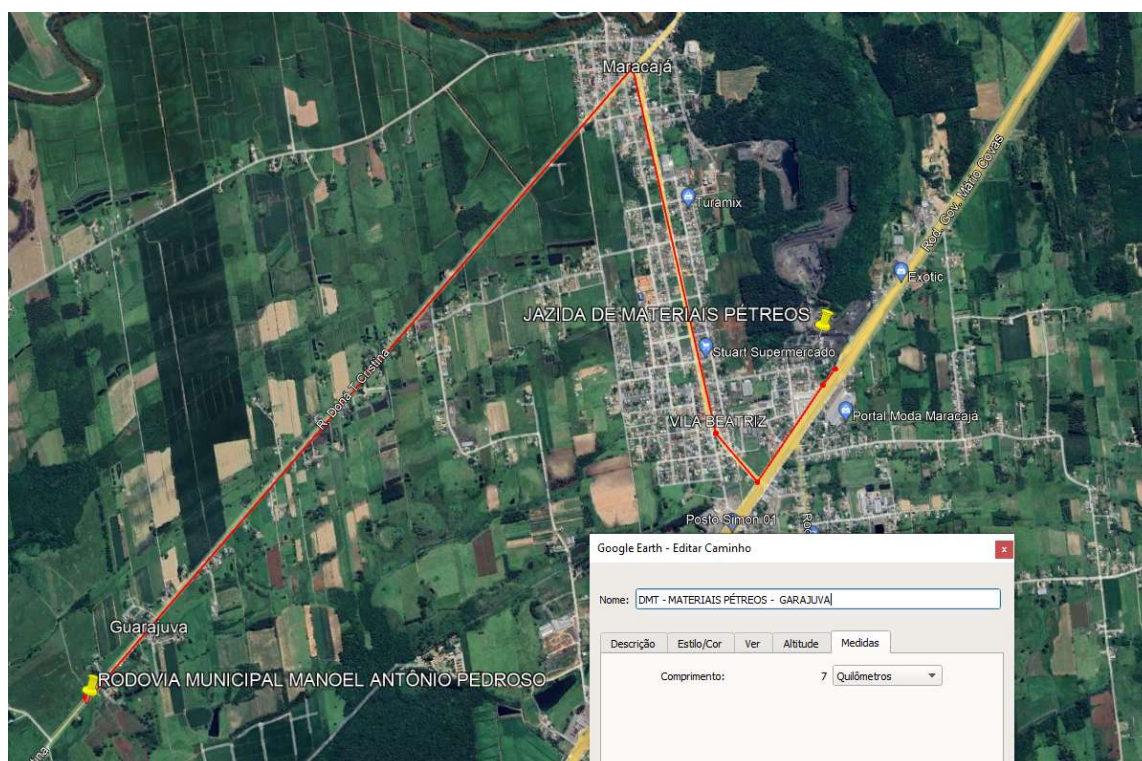 Maracajá
Rod. Gov. Mário Covas
Turamix
Exotic
JAZIDA DE MATERIAIS PÉTREOS
Stuart Supermercado
R. Dona T. Cristina
Portal Moda Maracajá
VILA BEATRIZ
Posto Simon 01
Google Earth - Editar Caminho
x
Nome: DMT - MATERIAIS PÉTREOS - GARAJUVA
Guarajuva
Descrição Estilo/Cor Ver Altitude Medidas
RODOVIA MUNICIPAL MANOEL ANTÔNIO PEDROSO
Comprimento: 7 Quilômetros